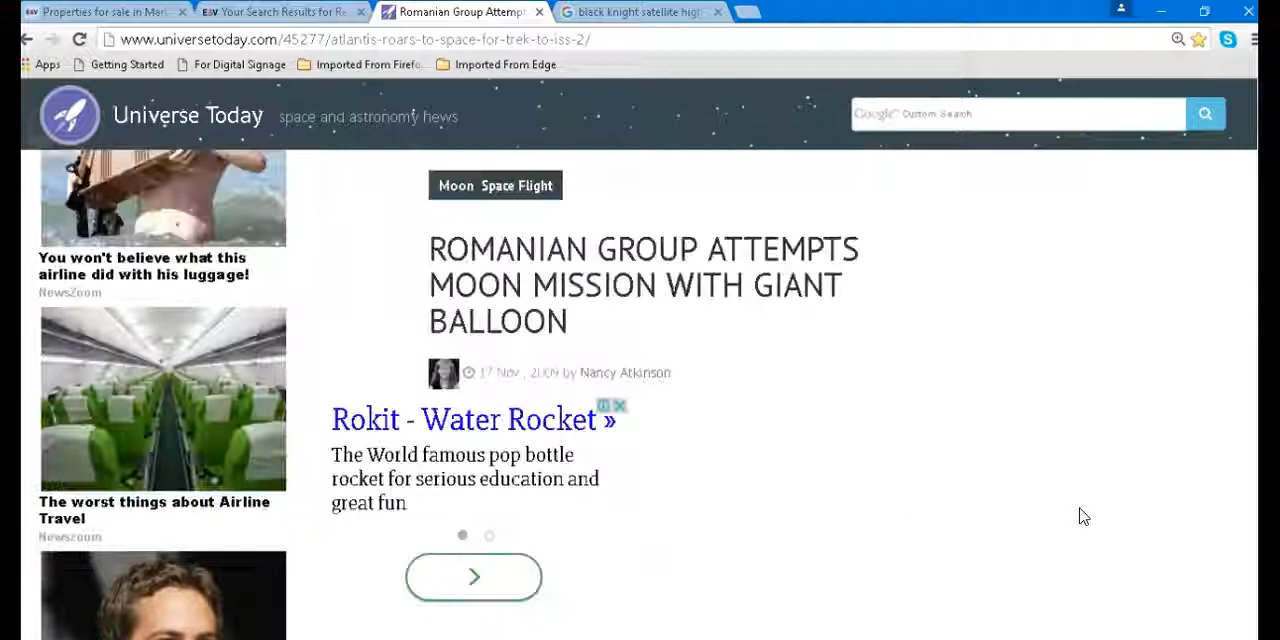 Properties for sale in Mar
Your Search Results for Re
Romanian Group Attempt
black knight satellite high
www.universetoday.com/45277/atlantis-roars-to-space-for-trek-to-iss-2/
Apps Getting Started For Digital Signage Imported From Firefo Imported From Edge
Universe Today space and astronomy news
Google Custom Search
Moon Space Flight
ROMANIAN GROUP ATTEMPTS
MOON MISSION WITH GIANT
BALLOON
17 Nov , 2009 by Nancy Atkinson
You won't believe what this
airline did with his luggage!
NewsZoom
The worst things about Airline
Travel
Newszoom
Rokit - Water Rocket »
The World famous pop bottle
rocket for serious education and
great fun